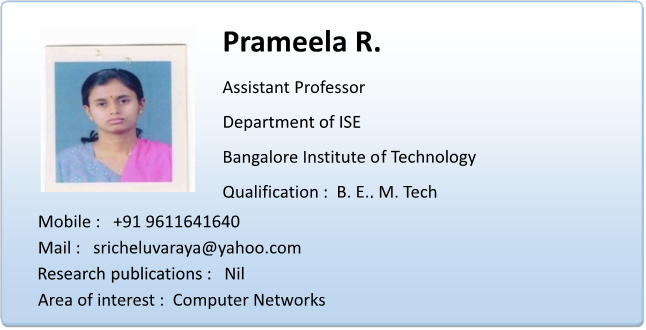 Prameela R.
Assistant Professor
Department of ISE
Bangalore Institute of Technology
Qualification : B. E.. M. Tech
Mobile : +91 9611641640
Mail : sricheluvaraya@yahoo.com
Research publications : Nil
Area of interest : Computer Networks